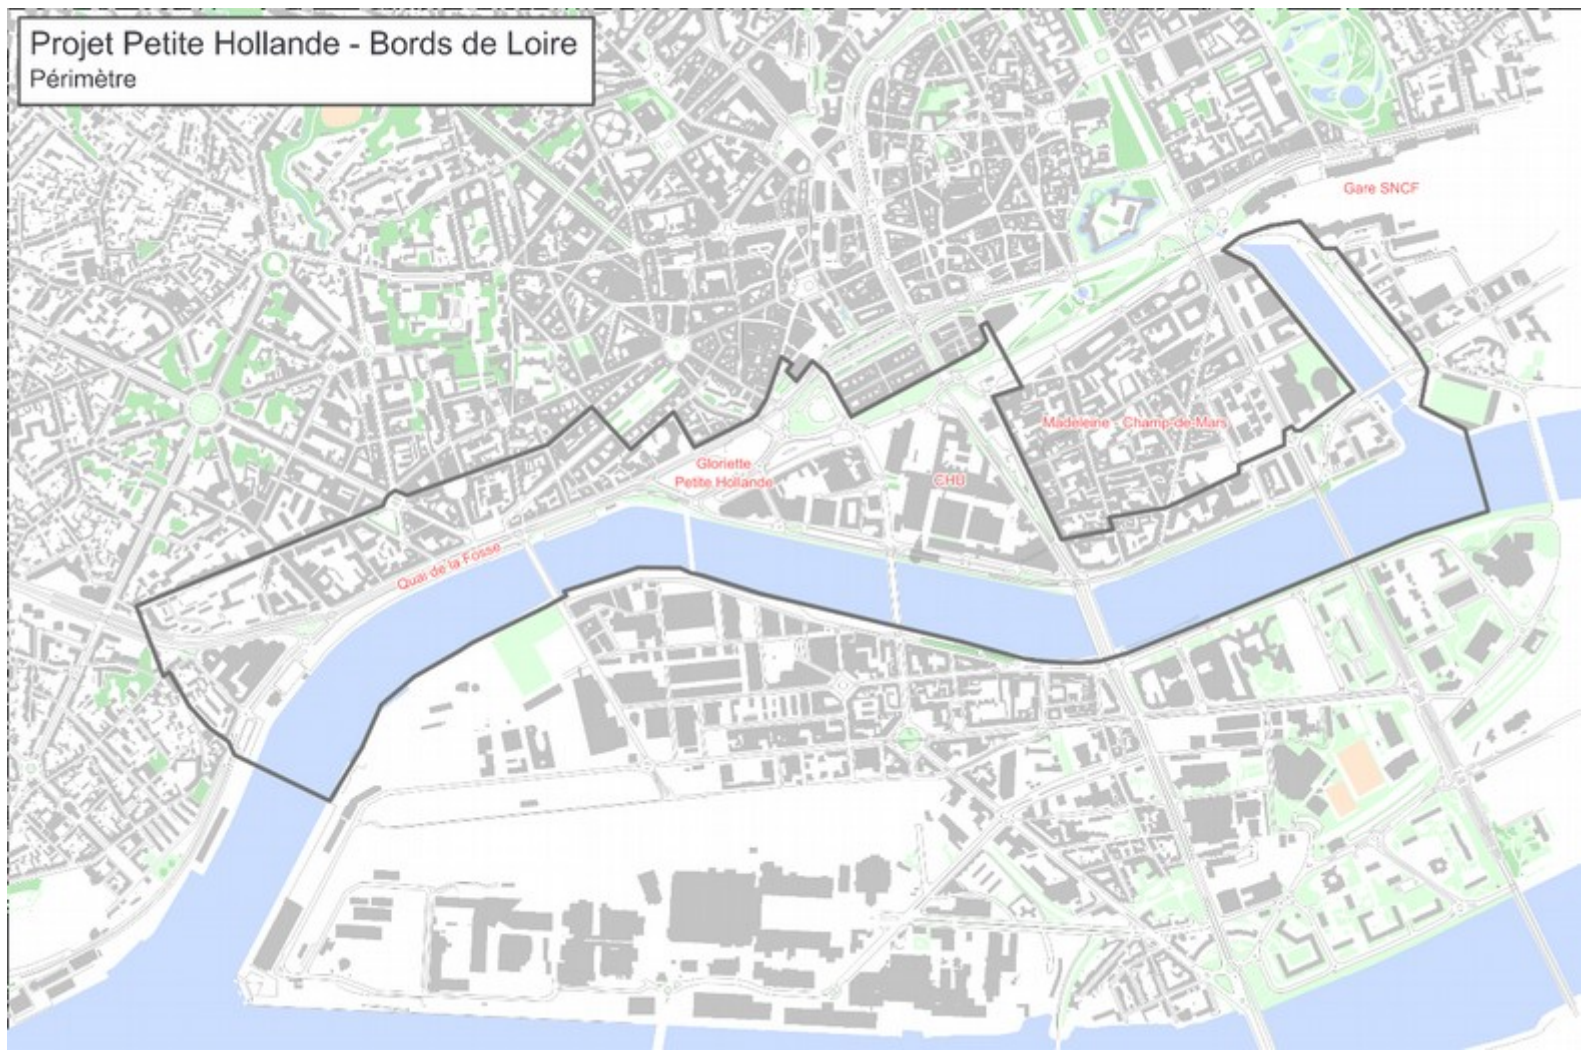 Projet Petite Hollande - Bords de Loire
Périmètre
Gare SNCF
Madeleine - Champ-de-Mars
Gloriette
Petite Hollande
CHU
Quai de la Fosse